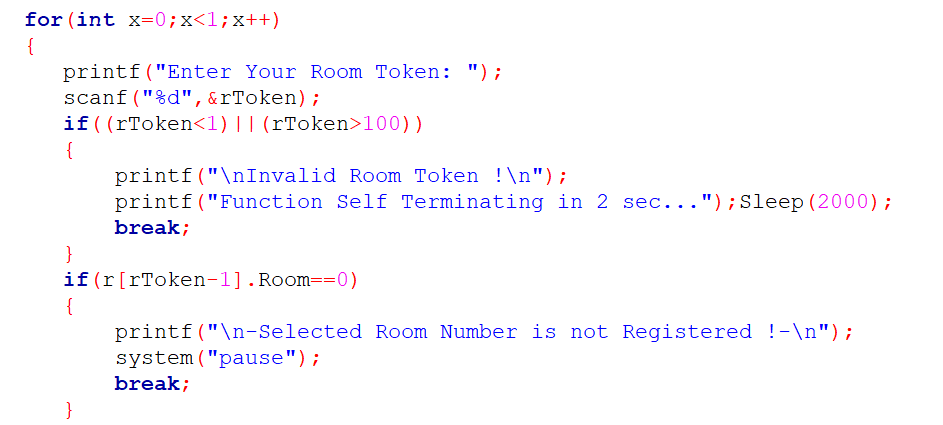 for(int x=0;x<1;x++)
{
   printf("Enter Your Room Token: ");
   scanf("%d",&rToken);
   if((rToken<1)||(rToken>100))
   {
       printf("\nInvalid Room Token !\n");
       printf("Function Self Terminating in 2 sec...");Sleep(2000);
       break;
   }
   if(r[rToken-1].Room==0)
   {
       printf("\n-Selected Room Number is not Registered !-\n");
       system("pause");
       break;
   }